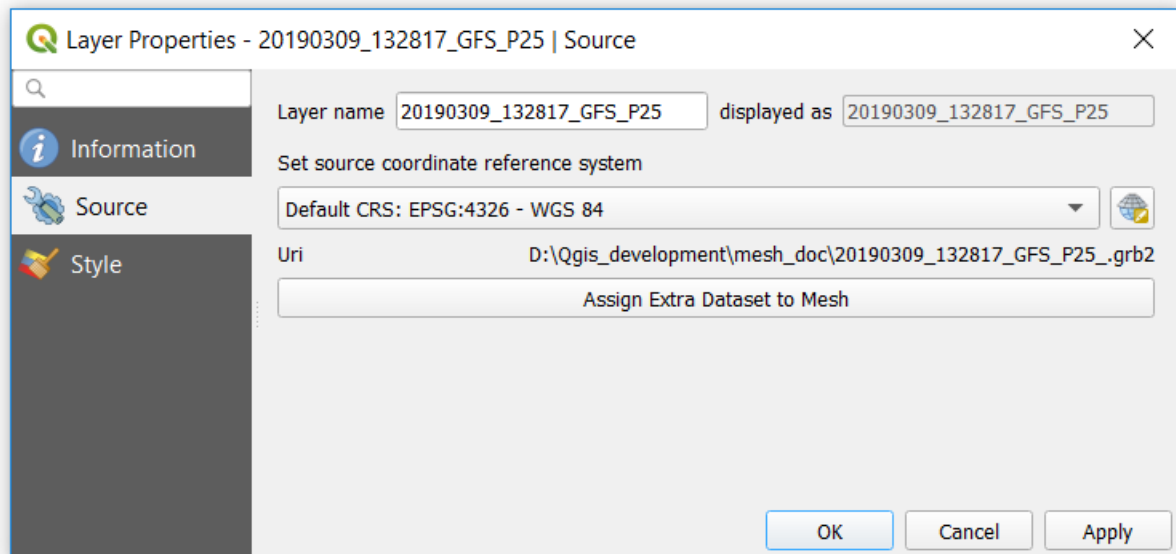 Layer Properties - 20190309_132817_GFS_P25 | Source
Information
Source
Style
Layer name 20190309_132817_GFS_P25 displayed as 20190309_132817_GFS_P25
Set source coordinate reference system
Default CRS: EPSG:4326 - WGS 84
Uri D:\Qgis_development\mesh_doc\20190309_132817_GFS_P25_.grb2
Assign Extra Dataset to Mesh
OK Cancel Apply